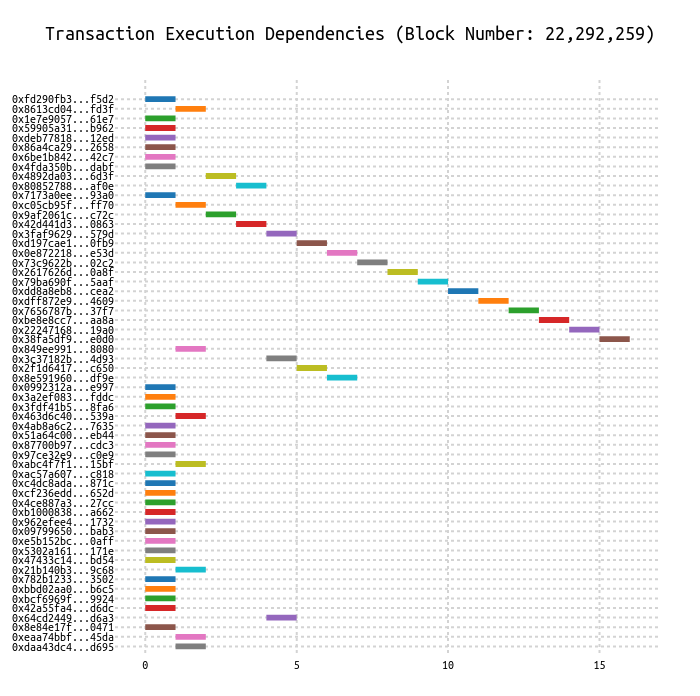 Transaction Execution Dependencies (Block Number: 22,292,259)
0xfd290fb3...f5d2
0x8613cd04...fd3f
0x1e7e9057...61e7
0x59905a31...b962
0xdeb77818...12ed
0x86a4ca29...2658
0x6be1b842...42c7
0x4fda350b...dabf
0x4892da03...6d3f
0x80852788...af0e
0x7173a0ee...93a0
0xc05cb95f...ff70
0x9af2061c...c72c
0x42d441d3...0863
0x3faf9629...579d
0xd197cae1...0fb9
0x0e872218...e53d
0x73c9622b...02c2
0x2617626d...0a8f
0x79ba690f...5aaf
0xdd8a8eb8...cea2
0xdff872e9...4609
0x7656787b...37f7
0xbe8e8cc7...aa8a
0x22247168...19a0
0x38fa5df9...e0d0
0x849ee991...8080
0x3c37182b...4d93
0x2f1d6417...c650
0x8e591960...df9e
0x0992312a...e997
0x3a2ef083...fddc
0x3fdf41b5...8fa6
0x463d6c40...539a
0x4ab8a6c2...7635
0x51a64c00...eb44
0x87700b97...cdc3
0x97ce32e9...c0e9
0xabc4f7f1...15bf
0xac57a607...c818
0xc4dc8ada...871c
0xcf236edd...652d
0x4ce887a3...27cc
0xb1000838...a662
0x962efee4...1732
0x09799650...bab3
0xe5b152bc...0aff
0x5302a161...171e
0x47433c14...bd54
0x21b140b3...9c68
0x782b1233...3502
0xbbd02aa0...b6c5
0xbcf6969f...9924
0x42a55fa4...d6dc
0x64cd2449...d6a3
0x8e84e17f...0471
0xeaa74bbf...45da
0xdaa43dc4...d695
0 5 10 15